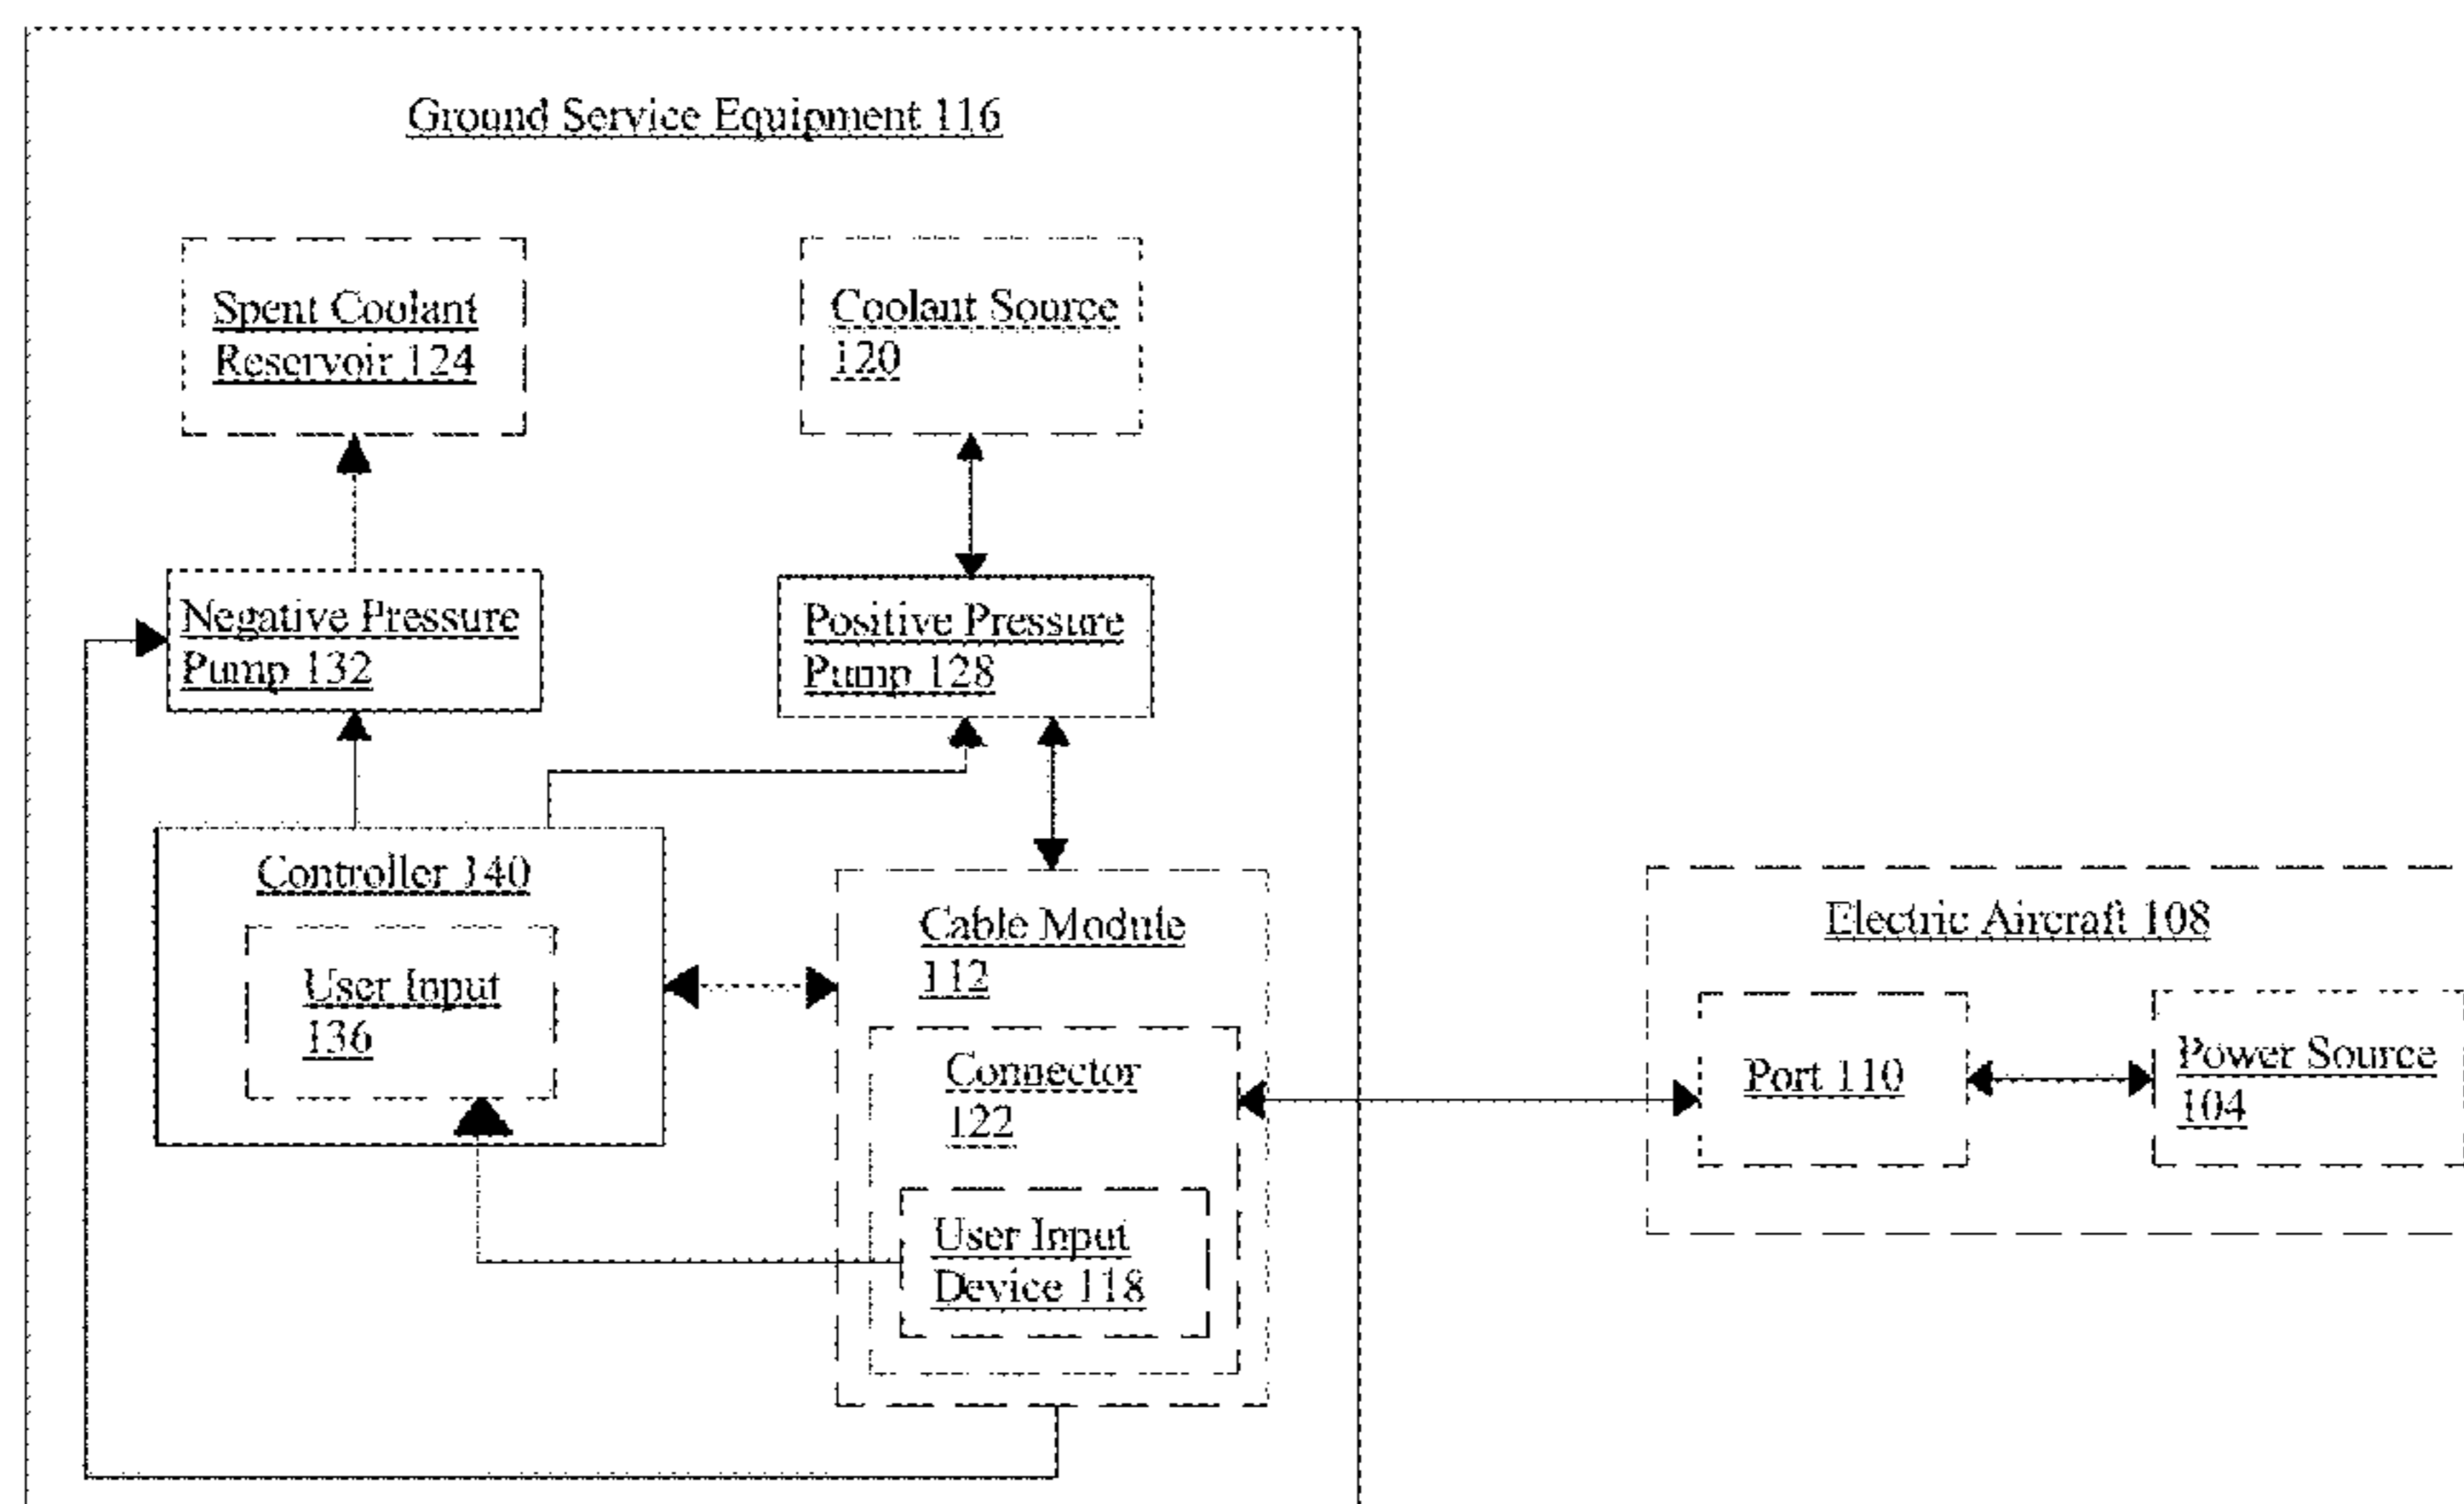 Ground Service Equipment 116
Spent Coolant
Reservoir 124
Coolant Source
120
Negative Pressure
Pump 132
Positive Pressure
Pump 128
Controller 140
User Input
136
Cable Module
112
Connector
122
User Input
Device 118
Electric Aircraft 108
Port 110
Power Source
104